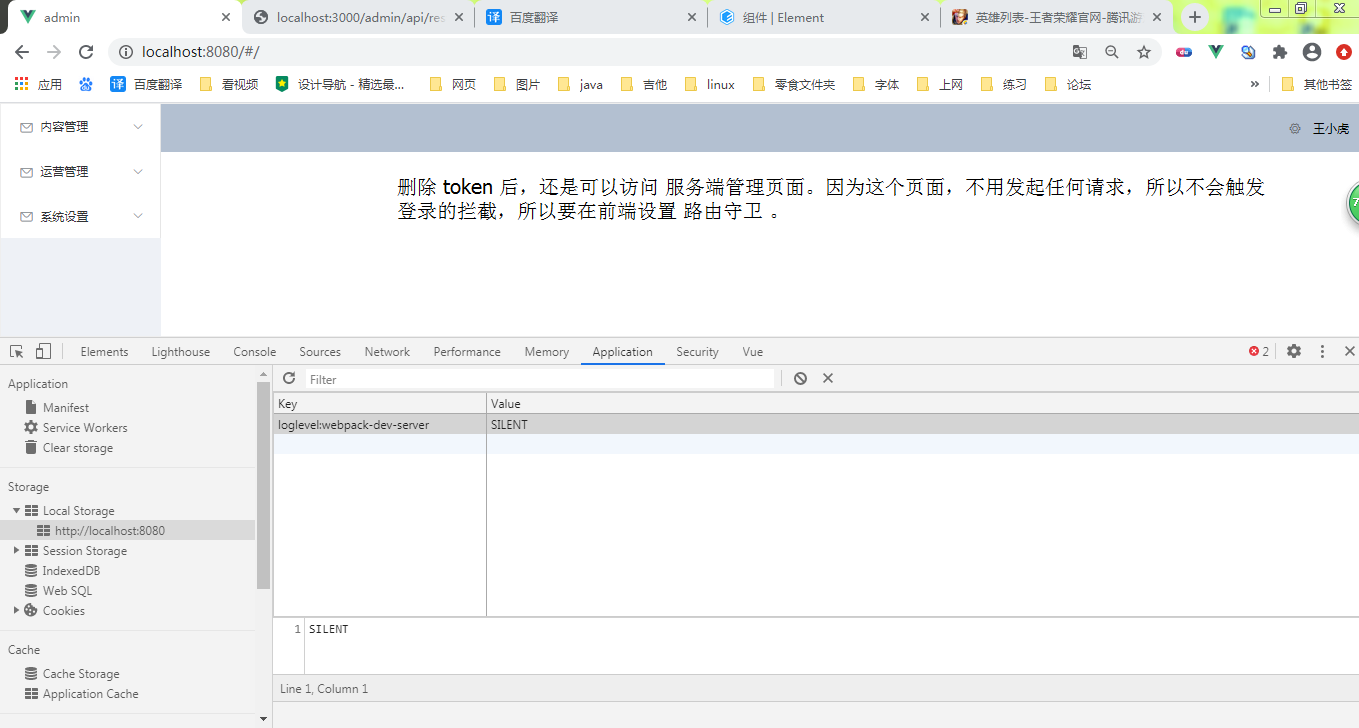 admin
localhost:3000/admin/api/res
译 百度翻译
组件 | Element
英雄列表-王者荣耀官网-腾讯游
localhost:8080/#/
应用
译 百度翻译
看视频
设计导航 - 精选最...
网页
图片
java
吉他
linux
零食文件夹
字体
上网
练习
论坛
»
其他书签
内容管理
运营管理
系统设置
王小虎
删除 token 后，还是可以访问 服务端管理页面。因为这个页面，不用发起任何请求，所以不会触发
登录的拦截，所以要在前端设置 路由守卫 。
7
Elements
Lighthouse
Console
Sources
Network
Performance
Memory
Application
Security
Vue
2
Application
Manifest
Service Workers
Clear storage
Storage
Local Storage
http://localhost:8080
Session Storage
IndexedDB
Web SQL
Cookies
Cache
Cache Storage
Application Cache
Filter
Key
Value
loglevel:webpack-dev-server
SILENT
1 SILENT
Line 1, Column 1